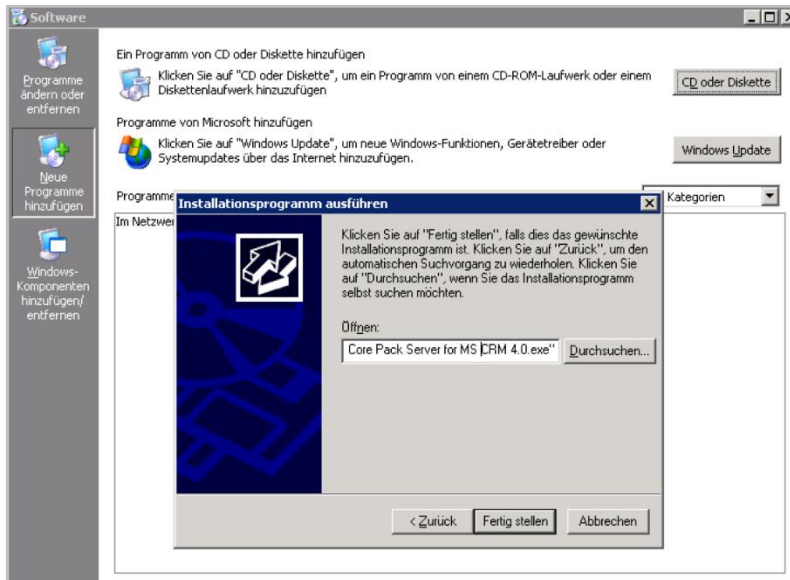 Software
Programme
ändern oder
entfernen
Neue
Programme
hinzufügen
Windows-
Komponenten
hinzufügen/
entfernen
Ein Programm von CD oder Diskette hinzufügen
Klicken Sie auf "CD oder Diskette", um ein Programm von einem CD-ROM-Laufwerk oder einem
Diskettenlaufwerk hinzuzufügen
CD oder Diskette
Programme von Microsoft hinzufügen
Klicken Sie auf "Windows Update", um neue Windows-Funktionen, Gerätetreiber oder
Systemupdates über das Internet hinzuzufügen.
Windows Update
Programme
Kategorien
Im Netzwe
Installationsprogramm ausführen
Klicken Sie auf "Fertig stellen", falls dies das gewünschte
Installationsprogramm ist. Klicken Sie auf "Zurück", um den
automatischen Suchvorgang zu wiederholen. Klicken Sie
auf "Durchsuchen", wenn Sie das Installationsprogramm
selbst suchen möchten.
Öffnen:
Core Pack Server for MS CRM 4.0.exe"
Durchsuchen...
< Zurück
Fertig stellen
Abbrechen